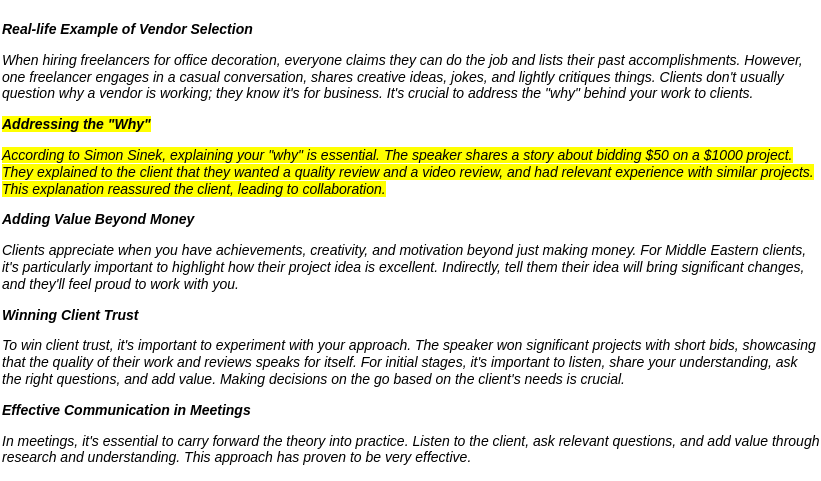 Real-life Example of Vendor Selection
When hiring freelancers for office decoration, everyone claims they can do the job and lists their past accomplishments. However,
one freelancer engages in a casual conversation, shares creative ideas, jokes, and lightly critiques things. Clients don't usually
question why a vendor is working; they know it's for business. It's crucial to address the "why" behind your work to clients.
Addressing the "Why"
According to Simon Sinek, explaining your "why" is essential. The speaker shares a story about bidding $50 on a $1000 project.
They explained to the client that they wanted a quality review and a video review, and had relevant experience with similar projects.
This explanation reassured the client, leading to collaboration.
Adding Value Beyond Money
Clients appreciate when you have achievements, creativity, and motivation beyond just making money. For Middle Eastern clients,
it's particularly important to highlight how their project idea is excellent. Indirectly, tell them their idea will bring significant changes,
and they'll feel proud to work with you.
Winning Client Trust
To win client trust, it's important to experiment with your approach. The speaker won significant projects with short bids, showcasing
that the quality of their work and reviews speaks for itself. For initial stages, it's important to listen, share your understanding, ask
the right questions, and add value. Making decisions on the go based on the client's needs is crucial.
Effective Communication in Meetings
In meetings, it's essential to carry forward the theory into practice. Listen to the client, ask relevant questions, and add value through
research and understanding. This approach has proven to be very effective.